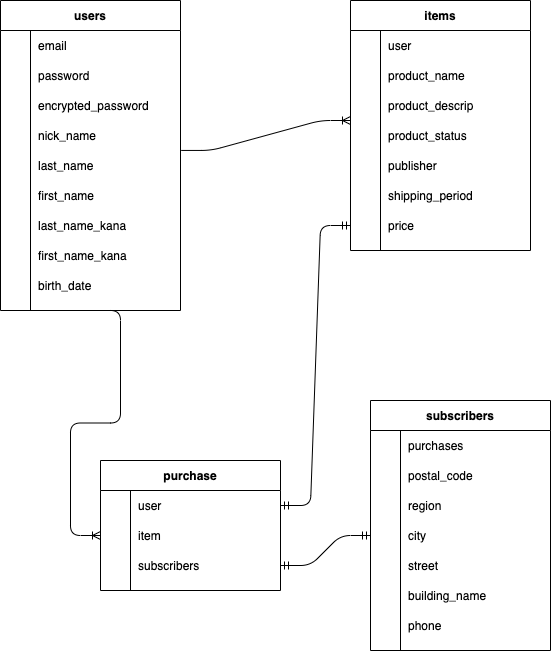 users
email
password
encrypted_password
nick_name
last_name
first_name
last_name_kana
first_name_kana
birth_date
items
user
product_name
product_descrip
product_status
publisher
shipping_period
price
purchase
user
item
subscribers
subscribers
purchases
postal_code
region
city
street
building_name
phone